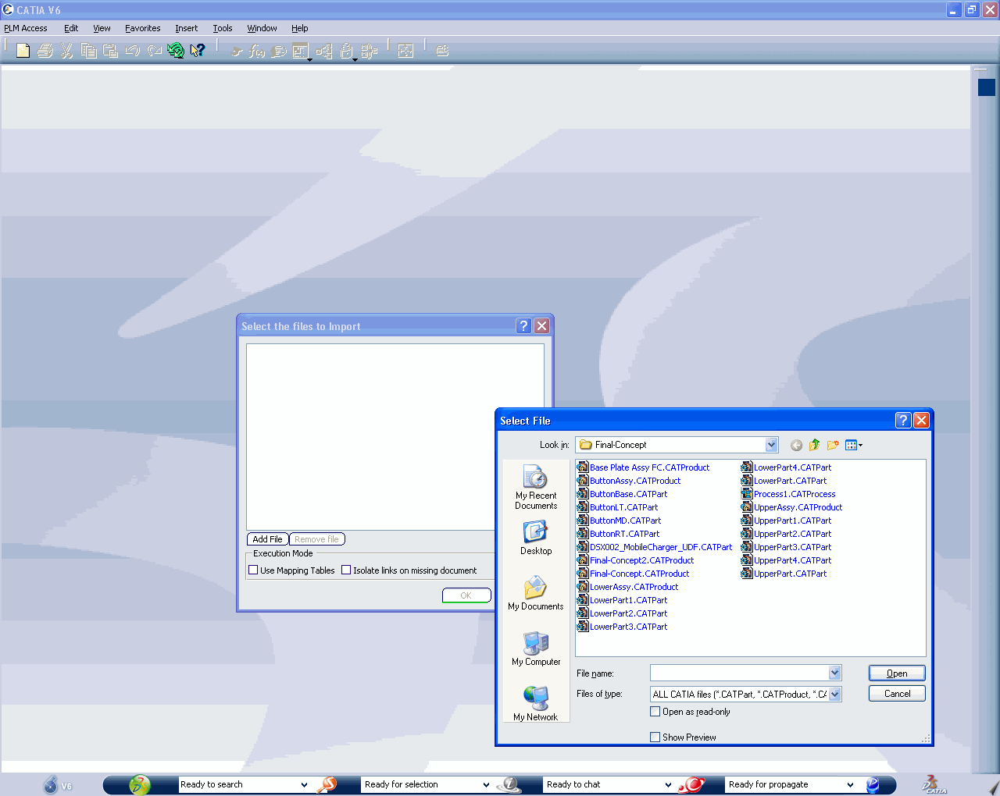 CATIA V6
PLM Access Edit View Favorites Insert Tools Window Help
Select the files to Import
Add File Remove file
Execution Mode
Use Mapping Tables Isolate links on missing document
OK
Select File
Look in: Final-Concept
My Recent Documents
Desktop
My Documents
My Computer
My Network
Base Plate Assy FC.CATProduct
ButtonAssy.CATProduct
ButtonBase.CATPart
ButtonLT.CATPart
ButtonMD.CATPart
ButtonRT.CATPart
DSX002_MobileCharger_UDF.CATPart
Final-Concept2.CATProduct
Final-Concept.CATProduct
LowerAssy.CATProduct
LowerPart1.CATPart
LowerPart2.CATPart
LowerPart3.CATPart
LowerPart4.CATPart
LowerPart.CATPart
Process1.CATProcess
UpperAssy.CATProduct
UpperPart1.CATPart
UpperPart2.CATPart
UpperPart3.CATPart
UpperPart4.CATPart
UpperPart.CATPart
File name: Open
Files of type: ALL CATIA files (*.CATPart, *.CATProduct, *.CA Cancel
Open as read-only
Show Preview
V6 Ready to search Ready for selection Ready to chat Ready for propagate CATIA